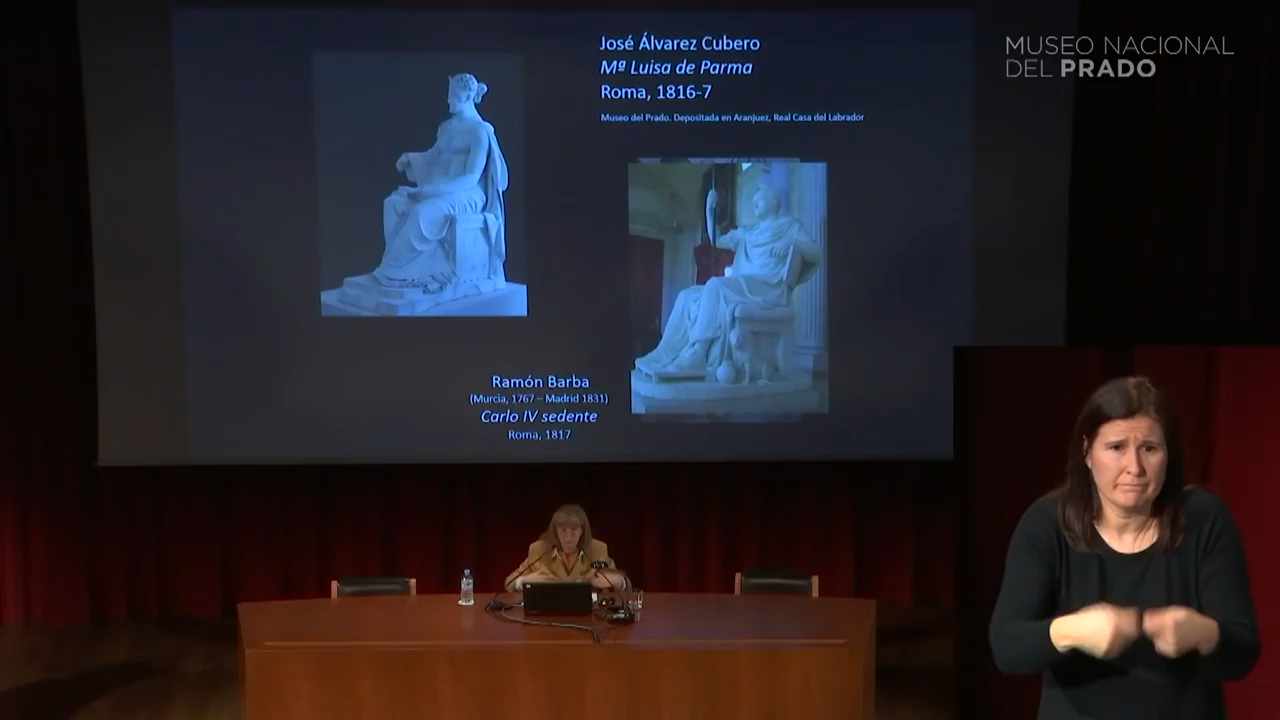 José Álvarez Cubero
Mª Luisa de Parma
Roma, 1816-7
Museo del Prado. Depositada en Aranjuez, Real Casa del Labrador
Ramón Barba
(Murcia, 1767 – Madrid 1831)
Carlo IV sedente
Roma, 1817
MUSEO NACIONAL
DEL PRADO